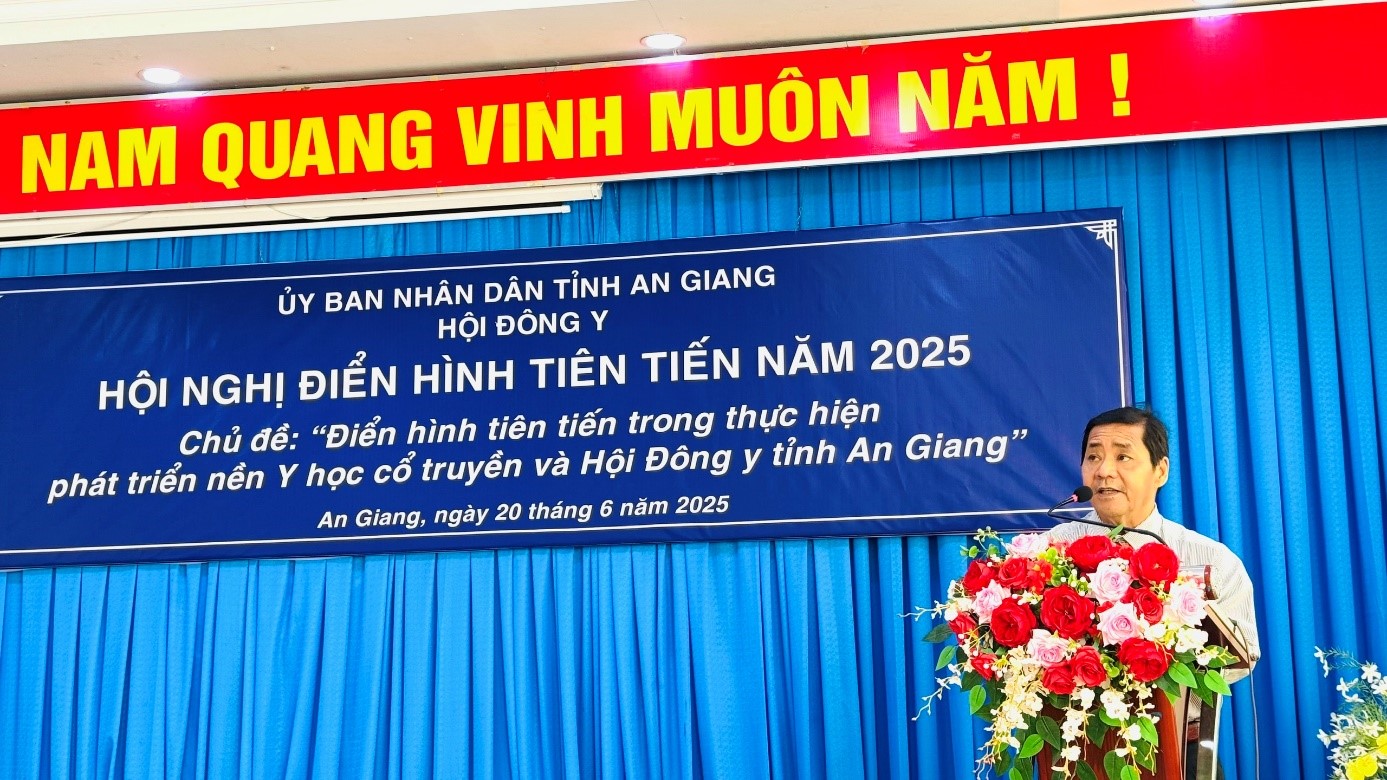 NAM QUANG VINH MUÔN NĂM !
ỦY BAN NHÂN DÂN TỈNH AN GIANG
HỘI ĐÔNG Y
HỘI NGHỊ ĐIỂN HÌNH TIÊN TIẾN NĂM 2025
Chủ đề: “Điển hình tiên tiến trong thực hiện
phát triển nền Y học cổ truyền và Hội Đông y tỉnh An Giang”
An Giang, ngày 20 tháng 6 năm 2025